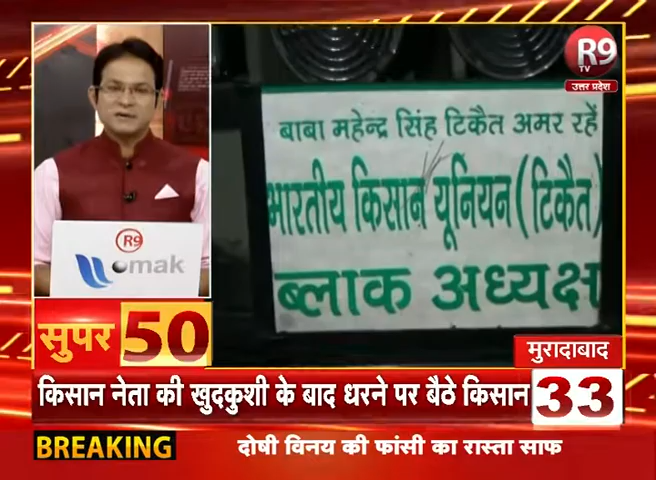 R9
TV
उत्तर प्रदेश
बाबा महेन्द्र सिंह टिकैत अमर रहें
भारतीय किसान यूनियन (टिकैत)
ब्लाक अध्यक्ष
R9
omak
सुपर 50
मुरादाबाद
किसान नेता की खुदकुशी के बाद धरने पर बैठे किसान 33
BREAKING दोषी विनय की फांसी का रास्ता साफ